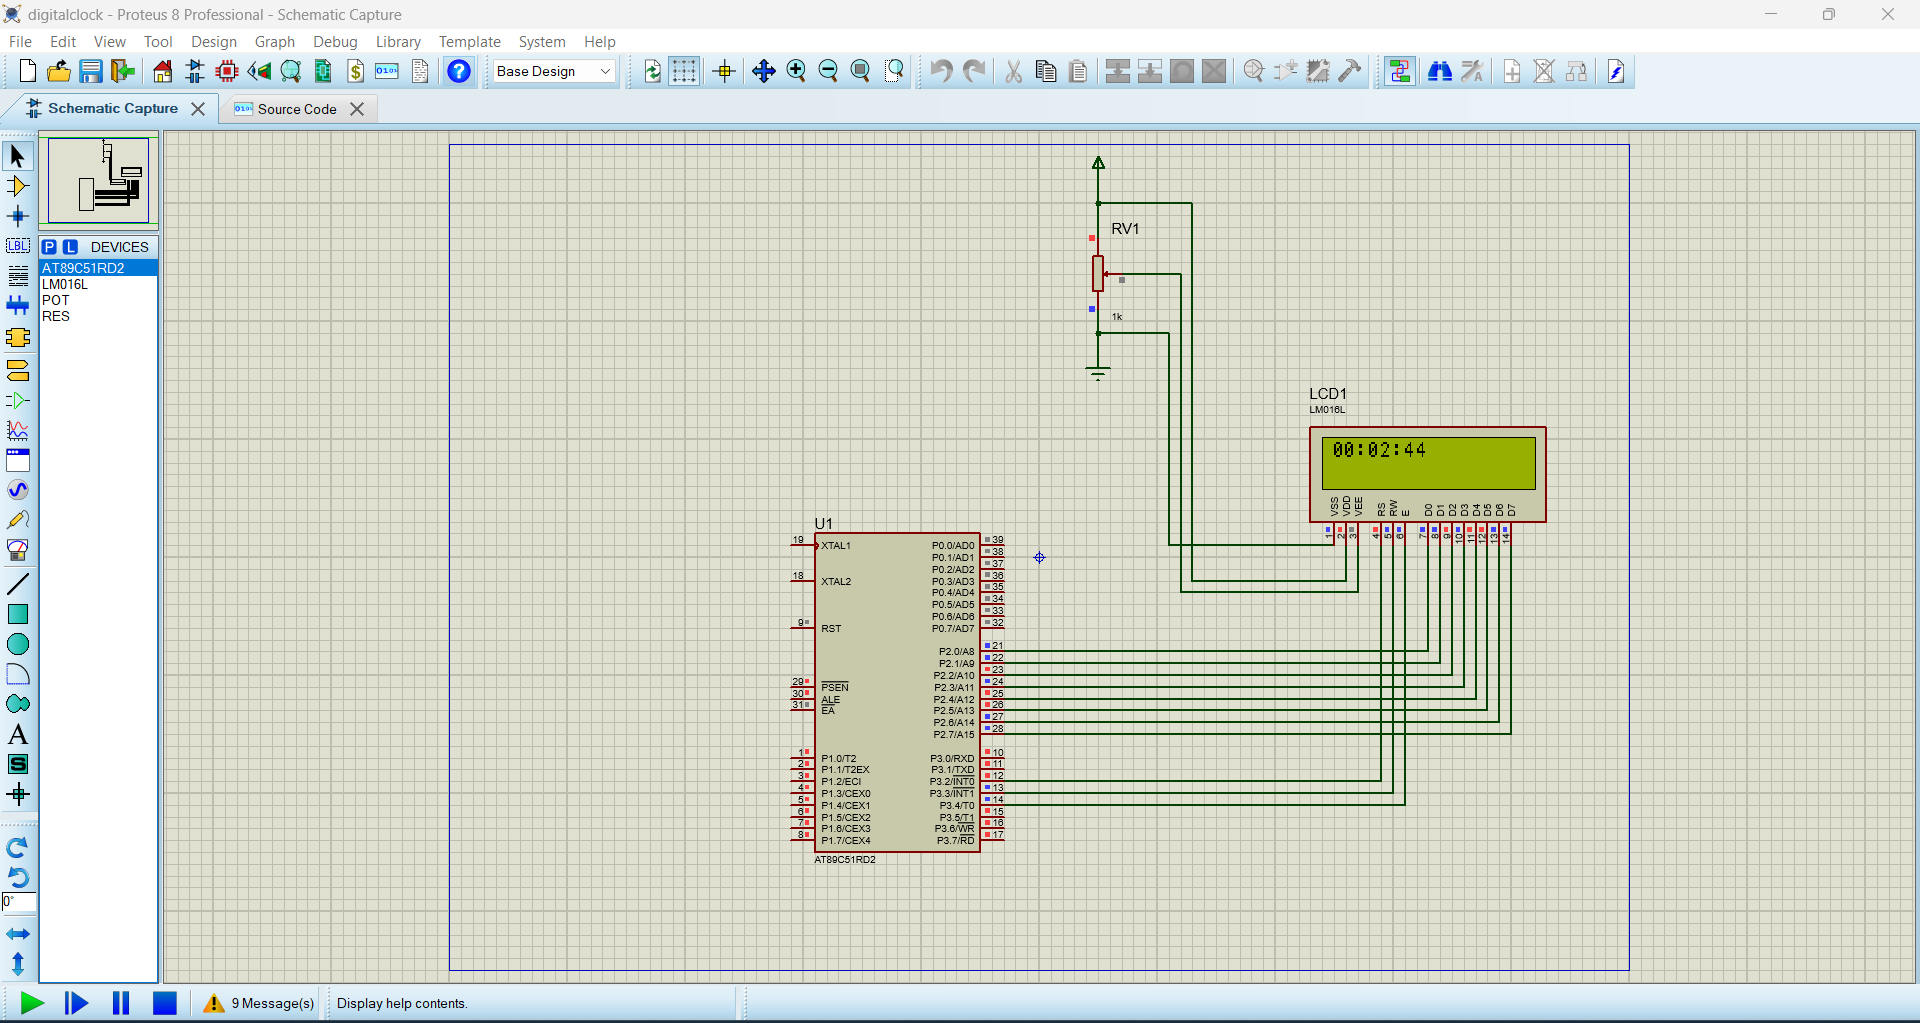 digitalclock - Proteus 8 Professional - Schematic Capture
File Edit View Tool Design Graph Debug Library Template System Help
Base Design
Schematic Capture
Source Code
P L DEVICES
AT89C51RD2
LM016L
POT
RES
LBL
A
S
0°
RV1
1k
LCD1
LM016L
00:02:44
VSS VDD VEE RS RW E D0 D1 D2 D3 D4 D5 D6 D7
1 2 3 4 5 6 7 8 9 10 11 12 13 14
U1
19 XTAL1
18 XTAL2
9 RST
29 PSEN
30 ALE
31 EA
1 P1.0/T2
2 P1.1/T2EX
3 P1.2/ECI
4 P1.3/CEX0
5 P1.4/CEX1
6 P1.5/CEX2
7 P1.6/CEX3
8 P1.7/CEX4
P0.0/AD0 39
P0.1/AD1 38
P0.2/AD2 37
P0.3/AD3 36
P0.4/AD4 35
P0.5/AD5 34
P0.6/AD6 33
P0.7/AD7 32
P2.0/A8 21
P2.1/A9 22
P2.2/A10 23
P2.3/A11 24
P2.4/A12 25
P2.5/A13 26
P2.6/A14 27
P2.7/A15 28
P3.0/RXD 10
P3.1/TXD 11
P3.2/INT0 12
P3.3/INT1 13
P3.4/T0 14
P3.5/T1 15
P3.6/WR 16
P3.7/RD 17
AT89C51RD2
9 Message(s)
Display help contents.